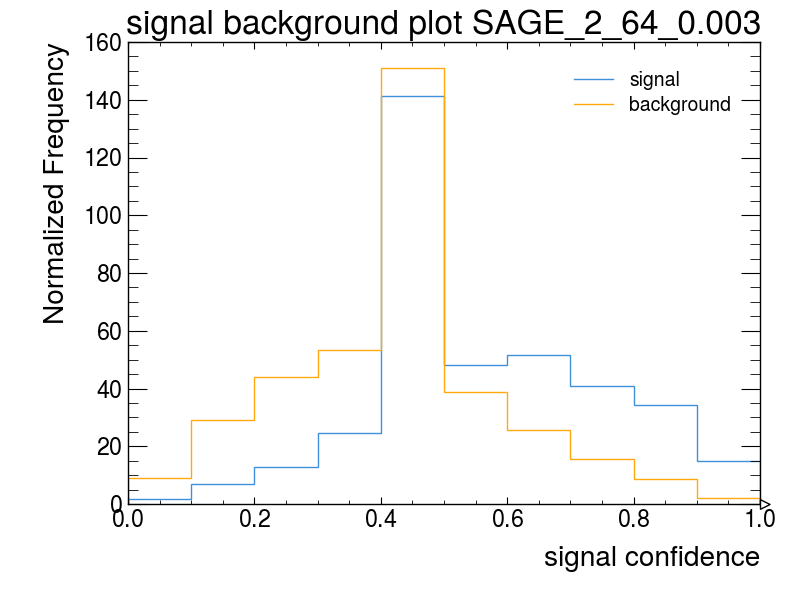 signal background plot SAGE_2_64_0.003
Normalized Frequency
160
140
120
100
80
60
40
20
0
signal
background
0.0 0.2 0.4 0.6 0.8 1.0
signal confidence